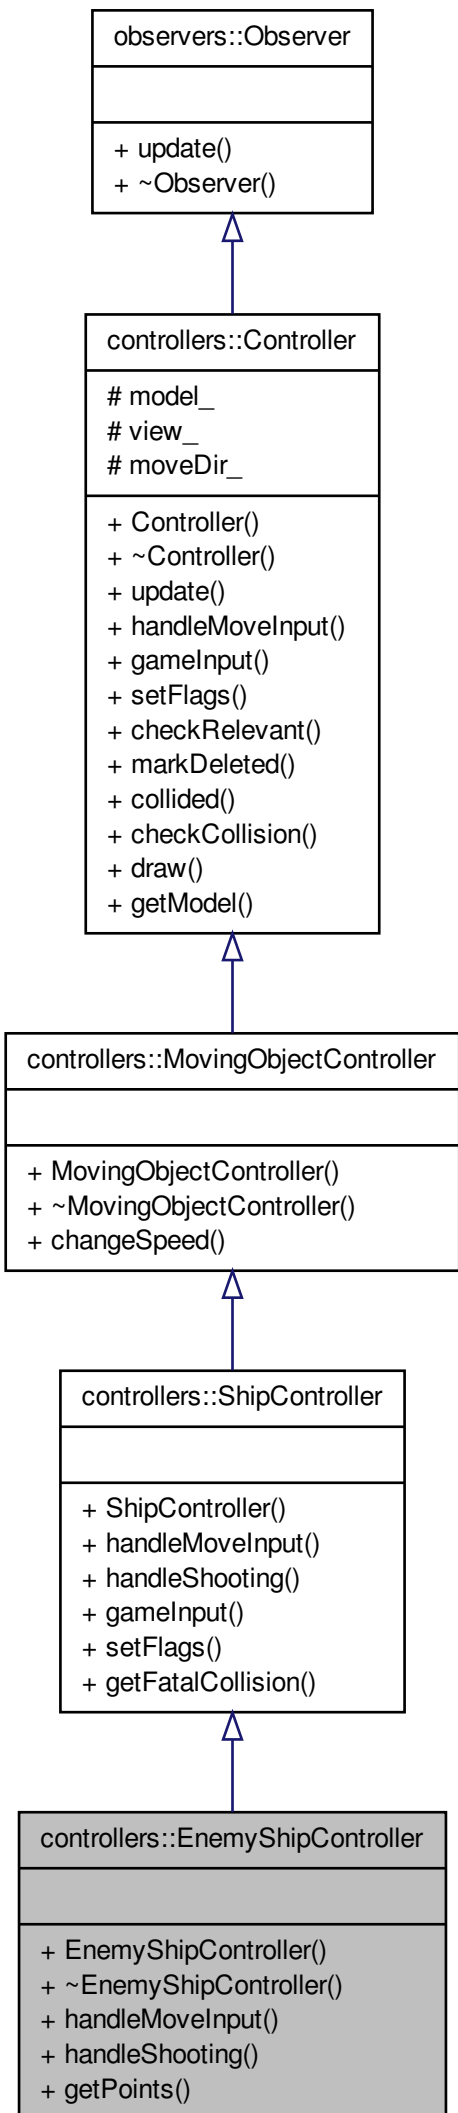 observers::Observer
+ update()
+ ~Observer()
controllers::Controller
# model_
# view_
# moveDir_
+ Controller()
+ ~Controller()
+ update()
+ handleMoveInput()
+ gameInput()
+ setFlags()
+ checkRelevant()
+ markDeleted()
+ collided()
+ checkCollision()
+ draw()
+ getModel()
controllers::MovingObjectController
+ MovingObjectController()
+ ~MovingObjectController()
+ changeSpeed()
controllers::ShipController
+ ShipController()
+ handleMoveInput()
+ handleShooting()
+ gameInput()
+ setFlags()
+ getFatalCollision()
controllers::EnemyShipController
+ EnemyShipController()
+ ~EnemyShipController()
+ handleMoveInput()
+ handleShooting()
+ getPoints()